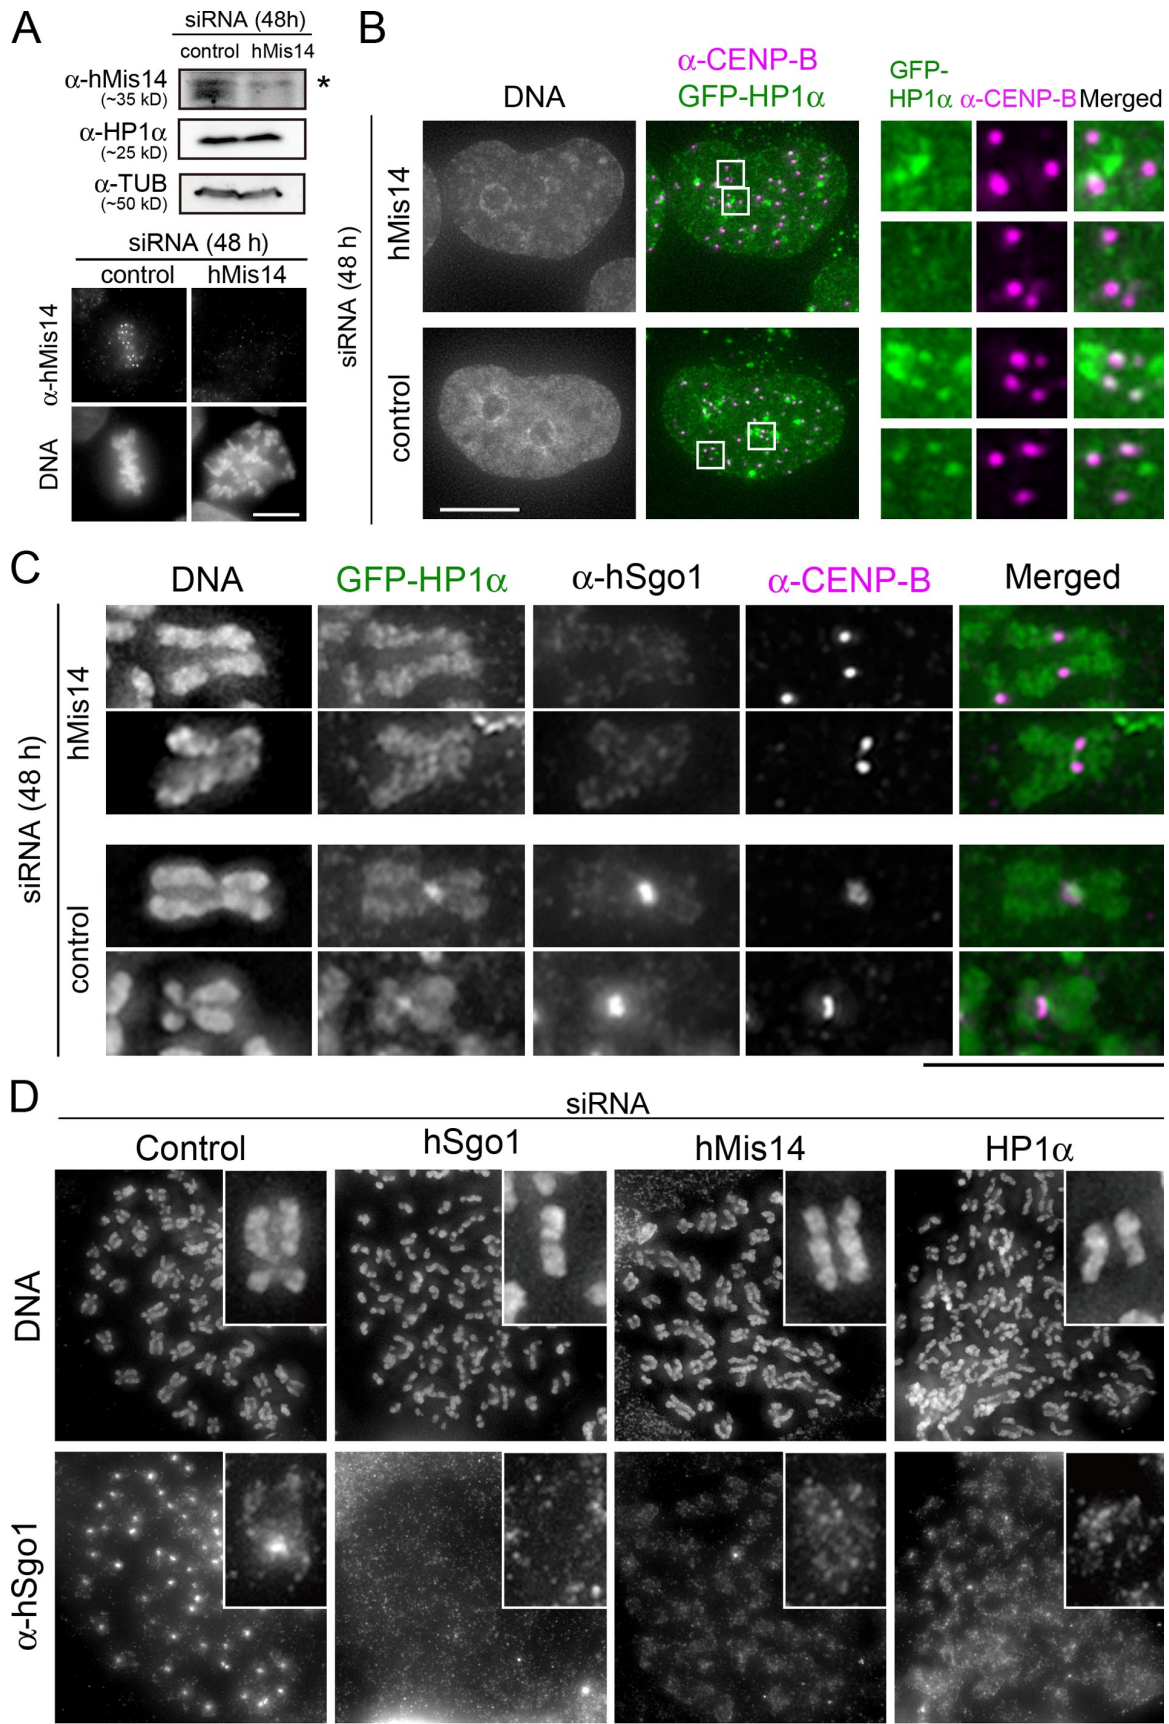 A
siRNA (48h)
control hMis14
α-hMis14
(~35 kD)
*
α-HP1α
(~25 kD)
α-TUB
(~50 kD)
siRNA (48 h)
control hMis14
α-hMis14
DNA
B
DNA
α-CENP-B
GFP-HP1α
GFP-
HP1α α-CENP-B Merged
siRNA (48 h)
hMis14
control
C
DNA GFP-HP1α α-hSgo1 α-CENP-B Merged
siRNA (48 h)
hMis14
control
D
siRNA
Control hSgo1 hMis14 HP1α
DNA
α-hSgo1